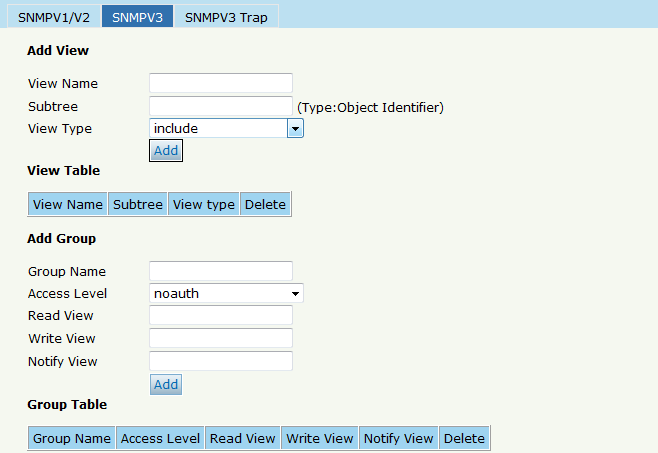 SNMPV1/V2 SNMPV3 SNMPV3 Trap
Add View
View Name
Subtree (Type:Object Identifier)
View Type include
Add
View Table
View Name Subtree View type Delete
Add Group
Group Name
Access Level noauth
Read View
Write View
Notify View
Add
Group Table
Group Name Access Level Read View Write View Notify View Delete